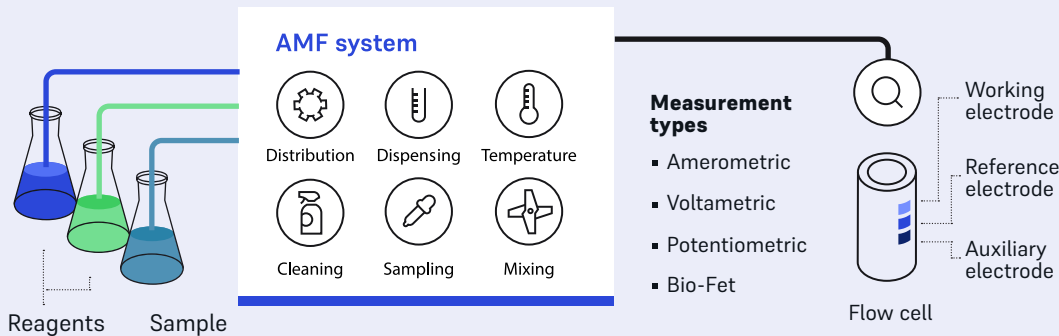 AMF system
Distribution
Dispensing
Temperature
Cleaning
Sampling
Mixing
Reagents
Sample
Measurement
types
▪ Amerometric
▪ Voltametric
▪ Potentiometric
▪ Bio-Fet
Working
electrode
Reference
electrode
Auxiliary
electrode
Flow cell